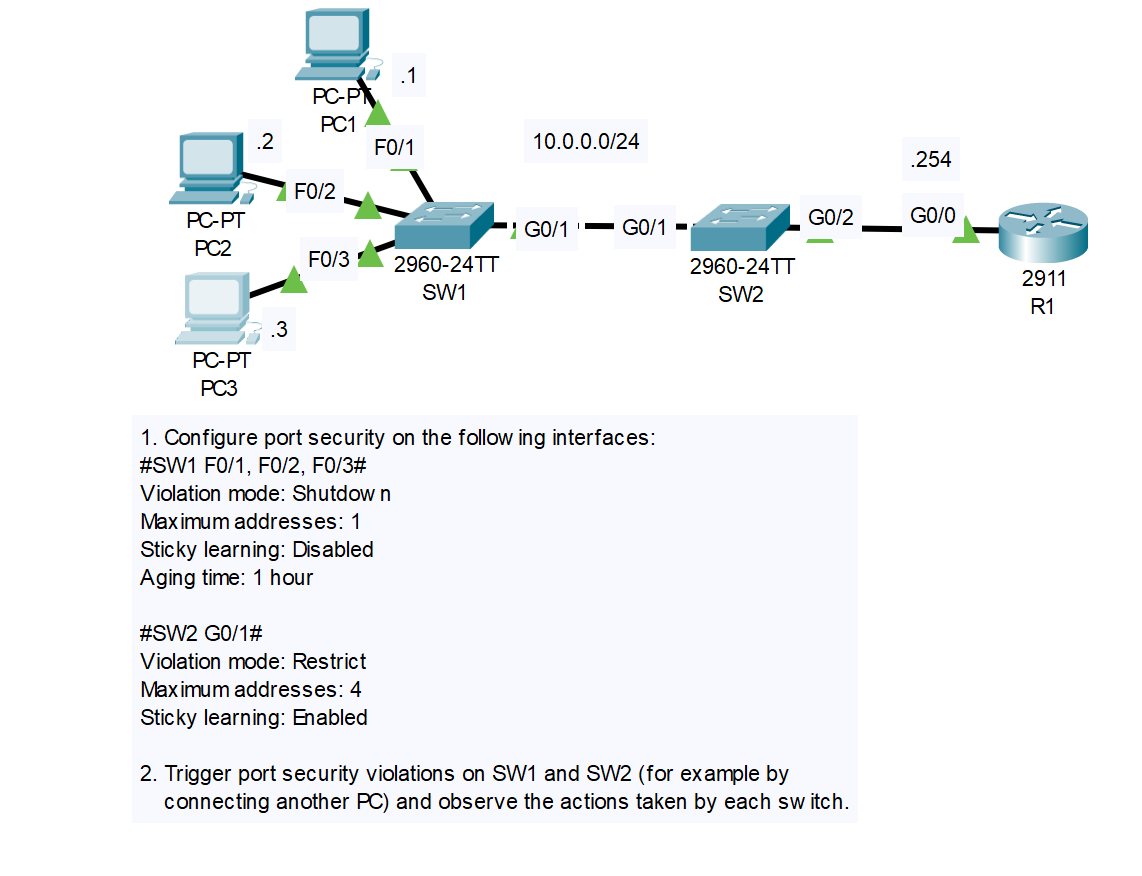 .1
PC-PT
PC1
F0/1
.2
F0/2
PC-PT
PC2
F0/3
.3
PC-PT
PC3
10.0.0.0/24
G0/1
G0/1
2960-24TT
SW1
2960-24TT
SW2
G0/2
.254
G0/0
2911
R1
1. Configure port security on the following interfaces:
#SW1 F0/1, F0/2, F0/3#
Violation mode: Shutdown
Maximum addresses: 1
Sticky learning: Disabled
Aging time: 1 hour
#SW2 G0/1#
Violation mode: Restrict
Maximum addresses: 4
Sticky learning: Enabled
2. Trigger port security violations on SW1 and SW2 (for example by
connecting another PC) and observe the actions taken by each switch.